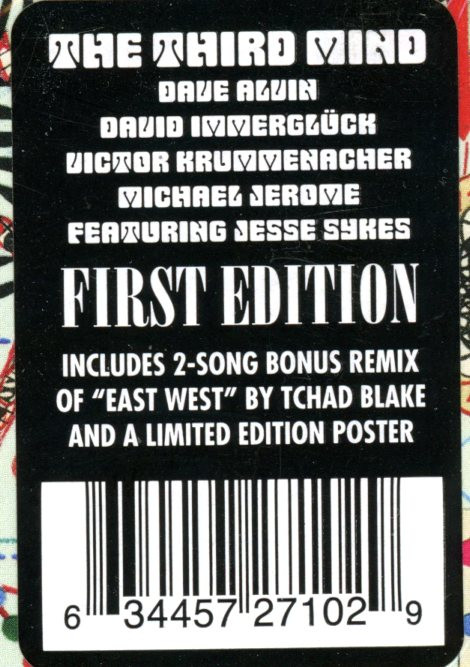 THE THIRD MIND
DAVE ALVIN
DAVID IMMERGLÜCK
VICTOR KRUMMENACHER
MICHAEL JEROME
FEATURING JESSE SYKES
FIRST EDITION
INCLUDES 2-SONG BONUS REMIX
OF “EAST WEST” BY TCHAD BLAKE
AND A LIMITED EDITION POSTER
6 34457 27102 9